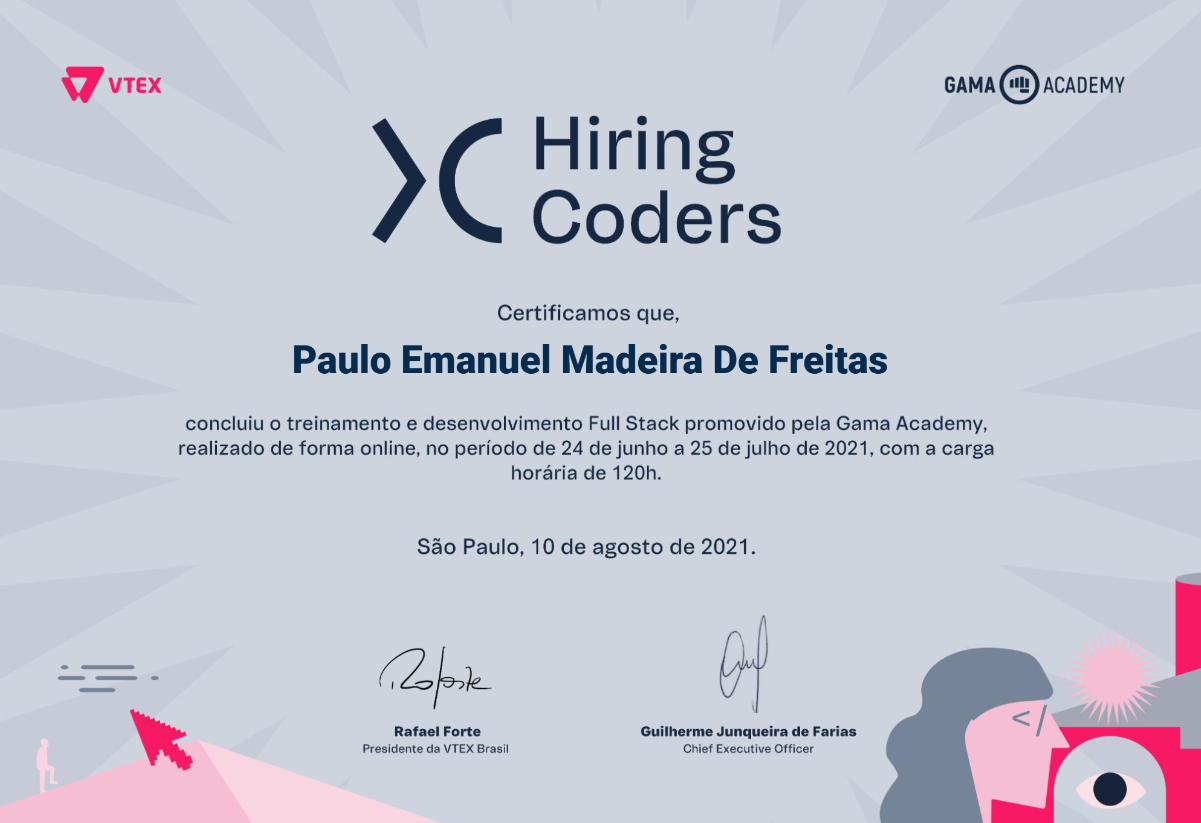 VTEX
GAMA ACADEMY
Hiring
Coders
Certificamos que,
Paulo Emanuel Madeira De Freitas
concluiu o treinamento e desenvolvimento Full Stack promovido pela Gama Academy,
realizado de forma online, no período de 24 de junho a 25 de julho de 2021, com a carga
horária de 120h.
São Paulo, 10 de agosto de 2021.
Rafael Forte
Presidente da VTEX Brasil
Guilherme Junqueira de Farias
Chief Executive Officer